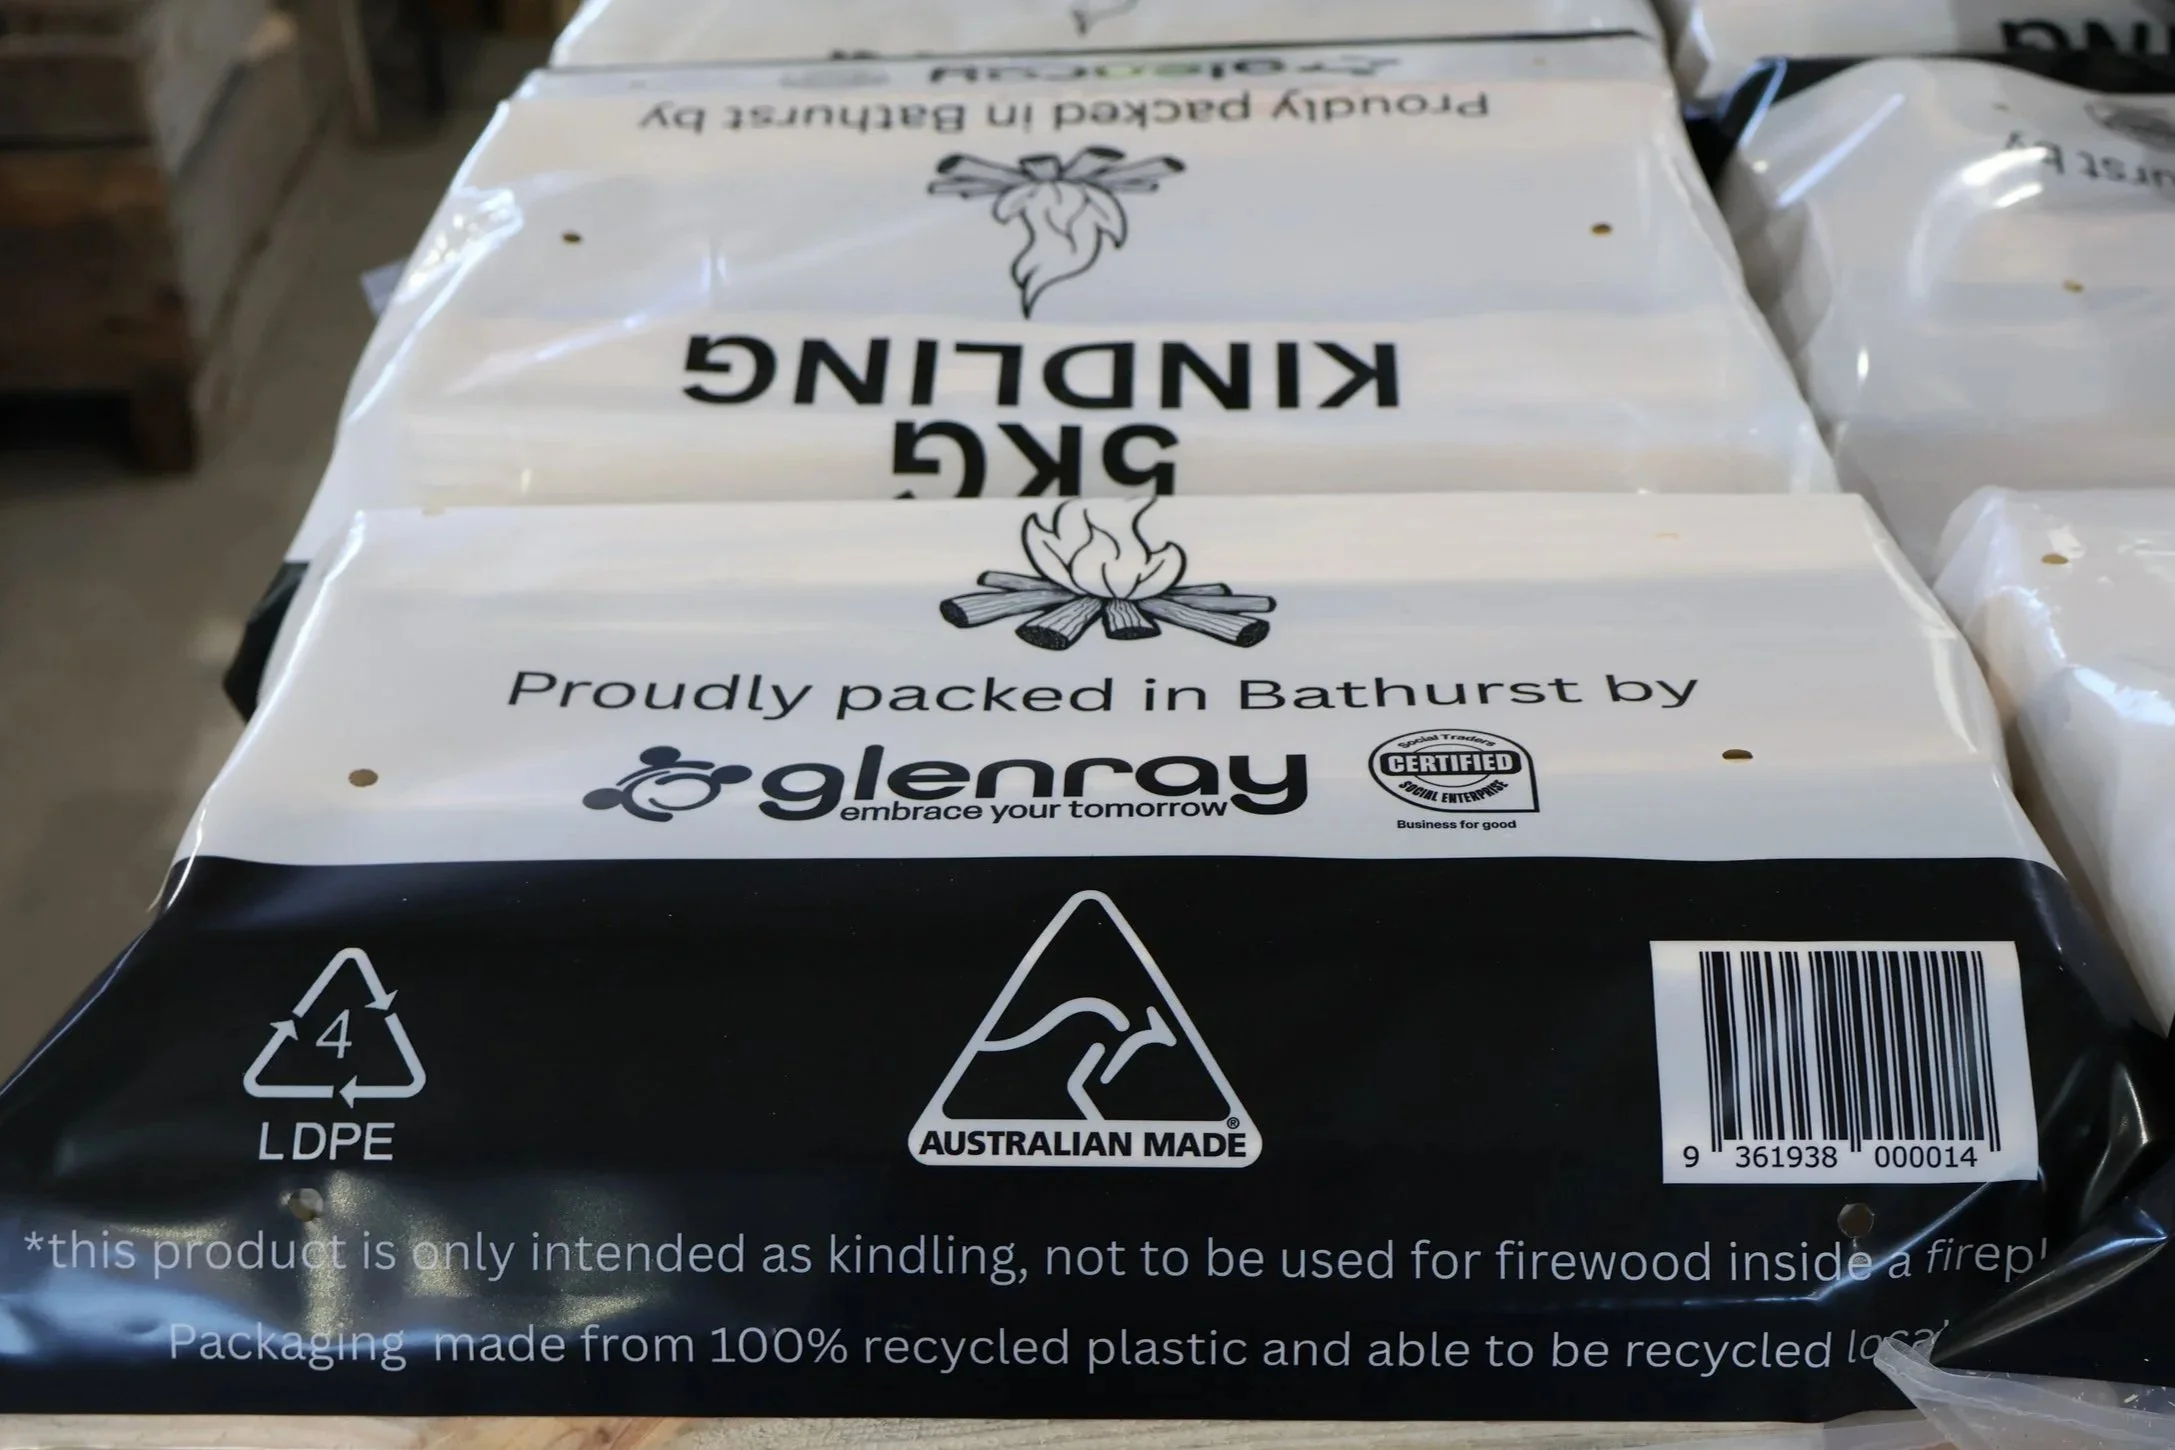 glenray
Proudly packed in Bathurst by
KINDLING
5KG
Proudly packed in Bathurst by
glenray
embrace your tomorrow
Social Traders
CERTIFIED
SOCIAL ENTERPRISE
Business for good
4
LDPE
AUSTRALIAN MADE®
9 361938 000014
*this product is only intended as kindling, not to be used for firewood inside a
Packaging made from 100% recycled plastic and able to be recycled